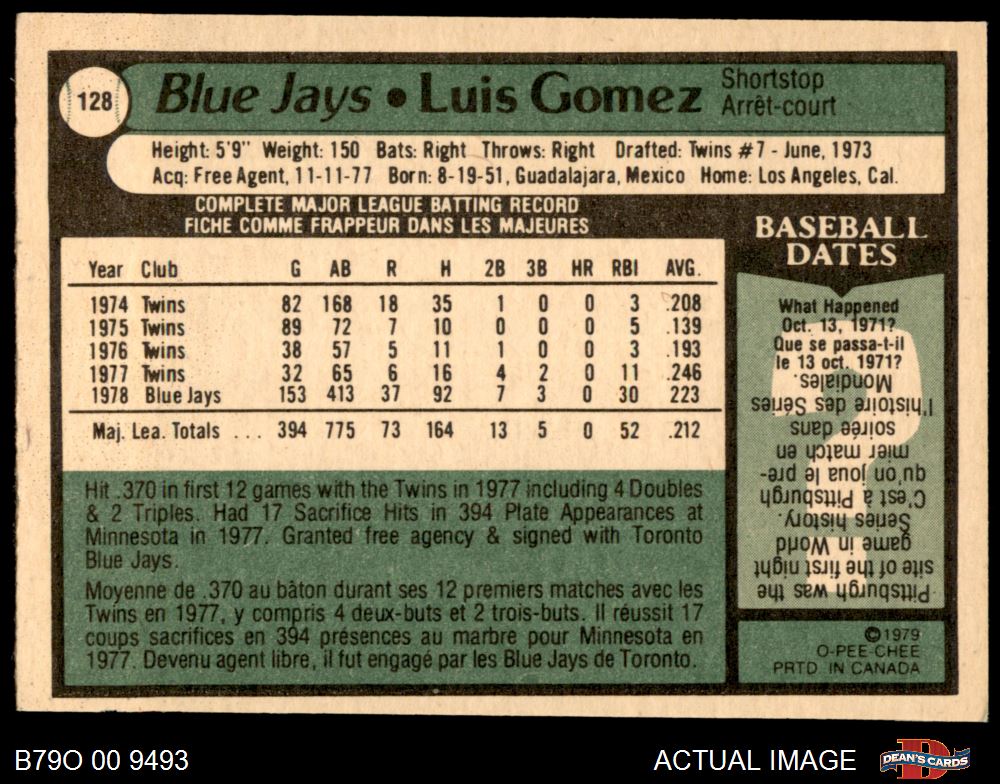 128
Blue Jays • Luis Gomez
Shortstop
Arrêt-court
Height: 5'9" Weight: 150 Bats: Right Throws: Right Drafted: Twins #7 - June, 1973
Acq: Free Agent, 11-11-77 Born: 8-19-51, Guadalajara, Mexico Home: Los Angeles, Cal.
COMPLETE MAJOR LEAGUE BATTING RECORD
FICHE COMME FRAPPEUR DANS LES MAJEURES
Year Club G AB R H 2B 3B HR RBI AVG.
1974 Twins 82 168 18 35 1 0 0 3 .208
1975 Twins 89 72 7 10 0 0 0 5 .139
1976 Twins 38 57 5 11 1 0 0 3 .193
1977 Twins 32 65 6 16 4 2 0 11 .246
1978 Blue Jays 153 413 37 92 7 3 0 30 223
Maj. Lea. Totals ... 394 775 73 164 13 5 0 52 .212
Hit .370 in first 12 games with the Twins in 1977 including 4 Doubles
& 2 Triples. Had 17 Sacrifice Hits in 394 Plate Appearances at
Minnesota in 1977. Granted free agency & signed with Toronto
Blue Jays.
Moyenne de .370 au bâton durant ses 12 premiers matches avec les
Twins en 1977, y compris 4 deux-buts et 2 trois-buts. Il réussit 17
coups sacrifices en 394 présences au marbre pour Minnesota en
1977. Devenu agent libre, il fut engagé par les Blue Jays de Toronto.
BASEBALL
DATES
What Happened
Oct. 13, 1971?
Que se passa-t-il
le 13 oct. 1971?
Pittsburgh was the
site of the first night
game in World
Series history.
C'est à Pittsburgh
qu'on joua le pre-
mier match en
soirée dans
l'histoire des Séries
Mondiales.
©1979
O-PEE-CHEE
PRTD IN CANADA
B79O 00 9493
ACTUAL IMAGE
DEAN'S CARDS